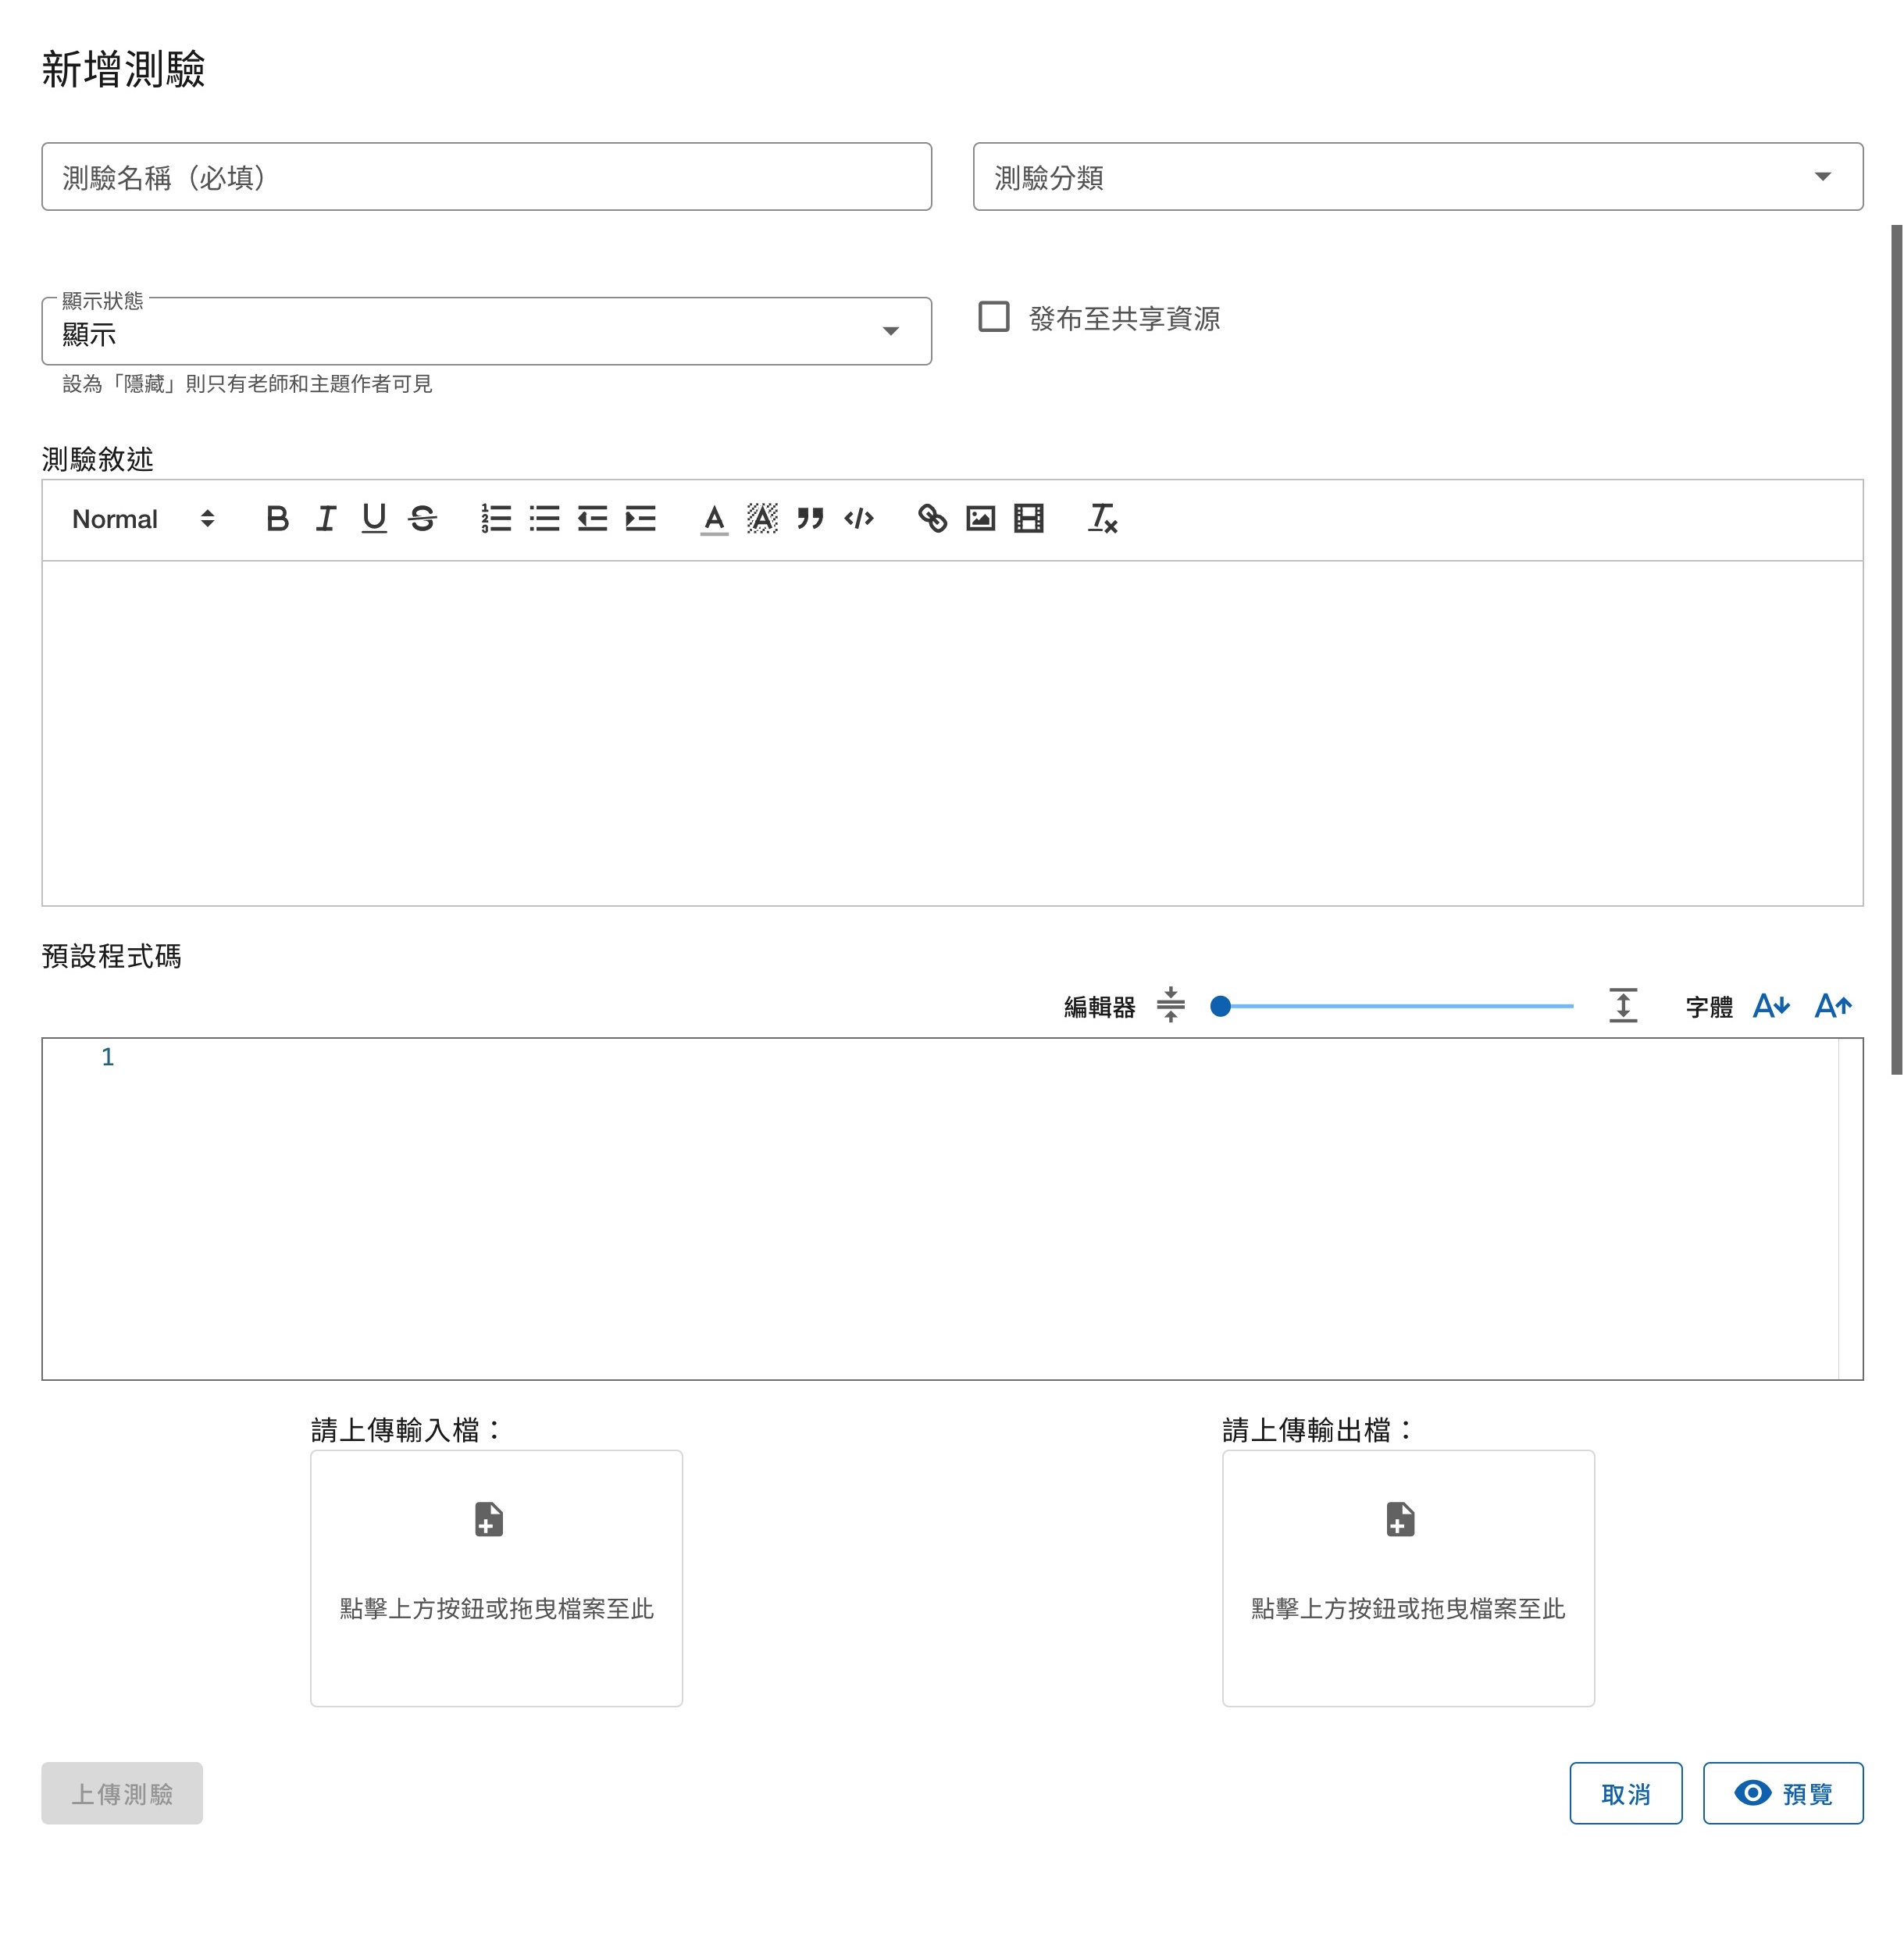 新增測驗
測驗名稱（必填）
測驗分類
顯示狀態
顯示
發布至共享資源
設為「隱藏」則只有老師和主題作者可見
測驗敘述
Normal
預設程式碼
編輯器
字體
1
請上傳輸入檔：
請上傳輸出檔：
點擊上方按鈕或拖曳檔案至此
點擊上方按鈕或拖曳檔案至此
上傳測驗
取消
預覽